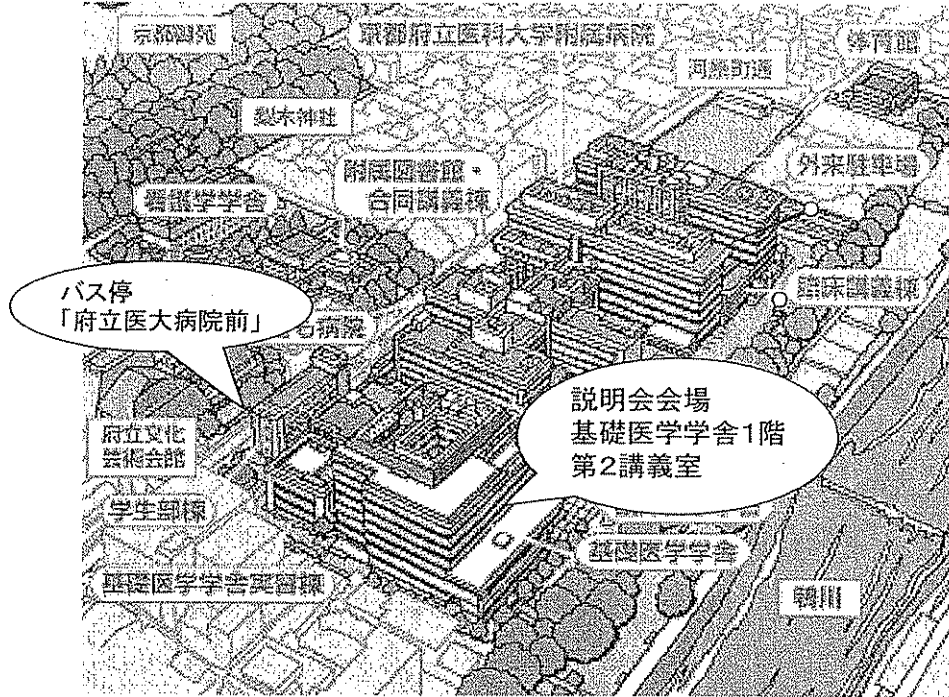 京都御苑
京都府立医科大学附属病院
体育館
河原町通
梨木神社
外来駐車場
附属図書館・
合同講義棟
看護学学舎
臨床講義棟
バス停
「府立医大病院前」
説明会会場
基礎医学学舎1階
第2講義室
府立文化
芸術会館
学生部棟
基礎医学学舎
基礎医学学舎実習棟
鴨川